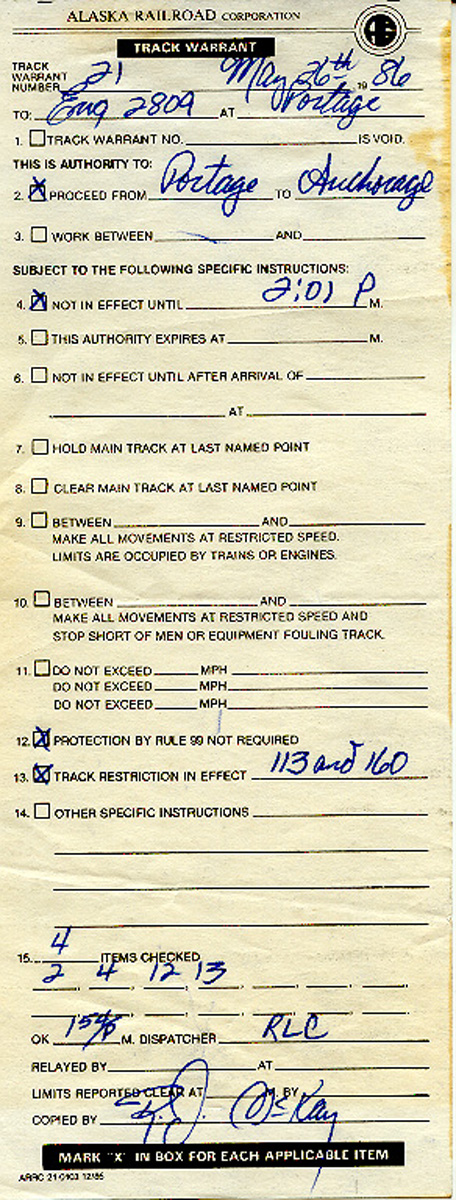 ALASKA RAILROAD CORPORATION
TRACK WARRANT
TRACK WARRANT NUMBER 21 May 26th 1986
TO: Eng 2809 AT Portage
1. TRACK WARRANT NO. IS VOID.
THIS IS AUTHORITY TO:
2. X PROCEED FROM Portage TO Anchorage
3. WORK BETWEEN AND
SUBJECT TO THE FOLLOWING SPECIFIC INSTRUCTIONS:
4. X NOT IN EFFECT UNTIL 2:01 P M.
5. THIS AUTHORITY EXPIRES AT M.
6. NOT IN EFFECT UNTIL AFTER ARRIVAL OF
AT
7. HOLD MAIN TRACK AT LAST NAMED POINT
8. CLEAR MAIN TRACK AT LAST NAMED POINT
9. BETWEEN AND
MAKE ALL MOVEMENTS AT RESTRICTED SPEED.
LIMITS ARE OCCUPIED BY TRAINS OR ENGINES.
10. BETWEEN AND
MAKE ALL MOVEMENTS AT RESTRICTED SPEED AND
STOP SHORT OF MEN OR EQUIPMENT FOULING TRACK.
11. DO NOT EXCEED MPH
DO NOT EXCEED MPH
DO NOT EXCEED MPH
12. X PROTECTION BY RULE 99 NOT REQUIRED
13. X TRACK RESTRICTION IN EFFECT 113 and 160
14. OTHER SPECIFIC INSTRUCTIONS
15. 4 ITEMS CHECKED
2 4 12 13
OK M. DISPATCHER RLC
RELAYED BY AT
LIMITS REPORTED CLEAR AT M. BY
COPIED BY J. McKay
MARK "X" IN BOX FOR EACH APPLICABLE ITEM
ARRC 21-0103 12/85